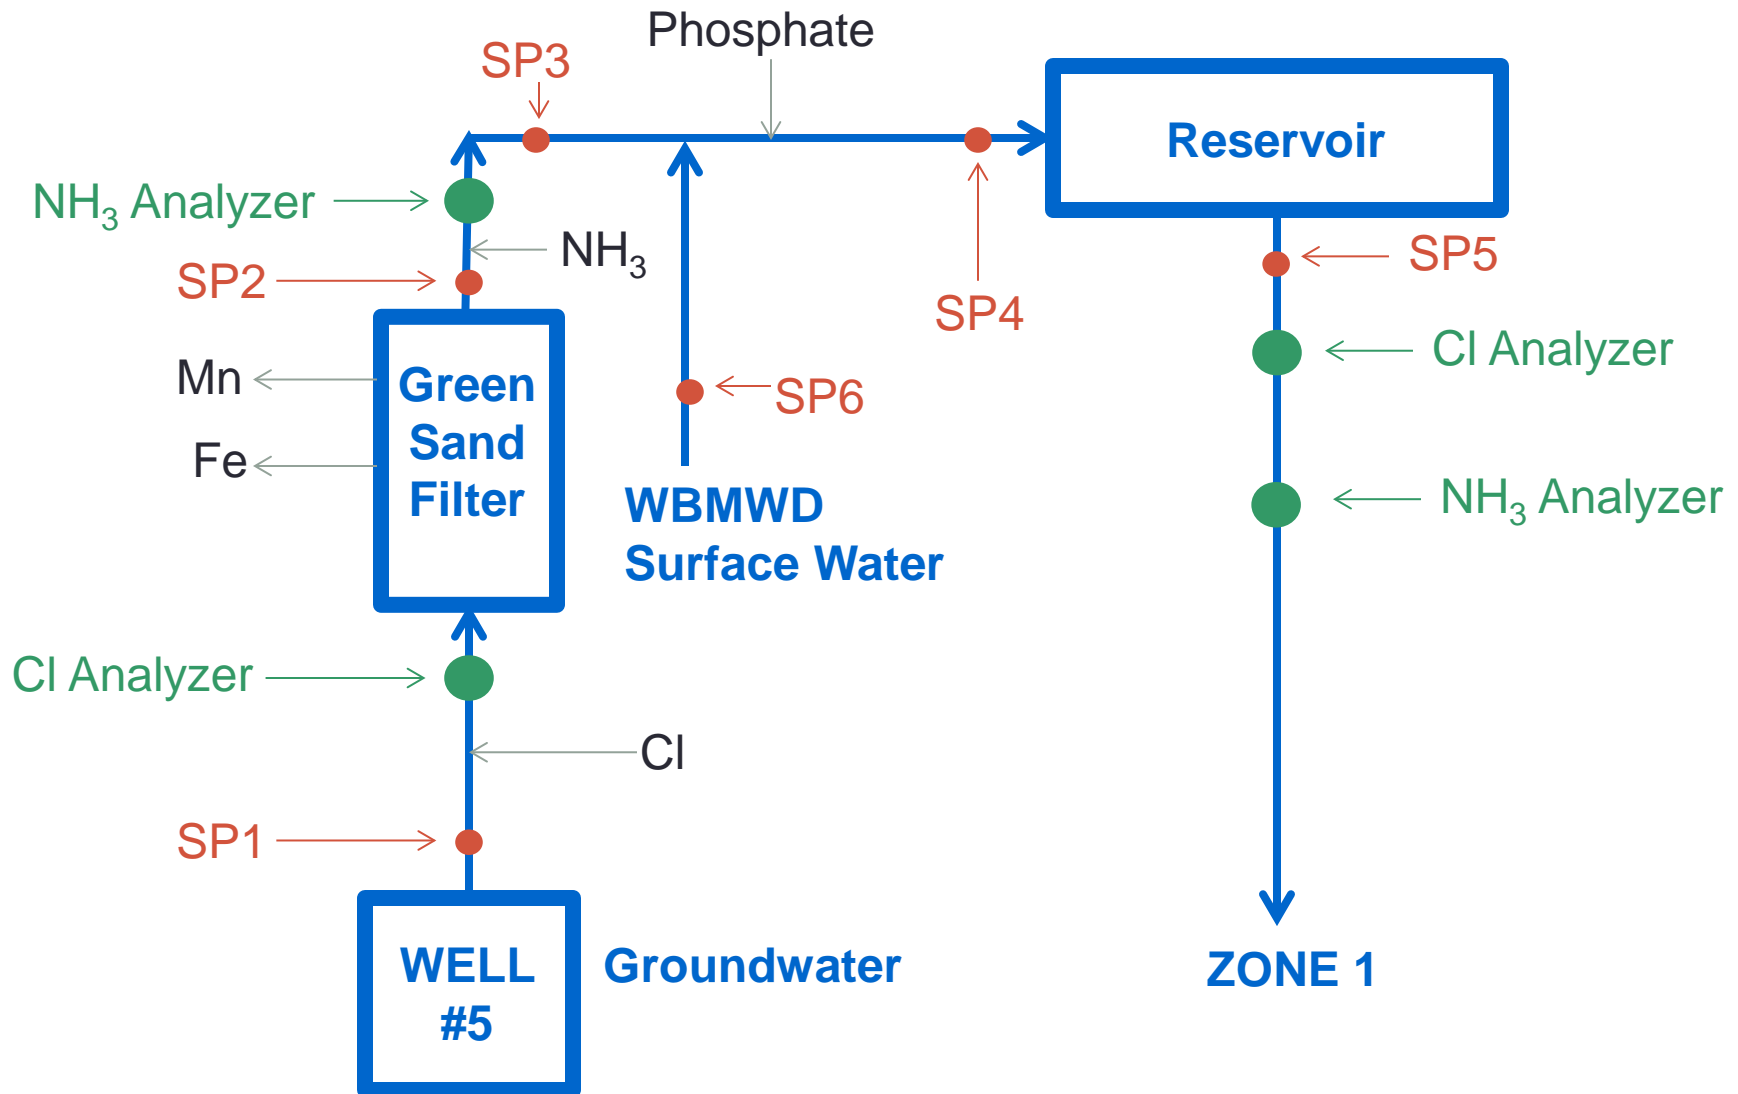 Phosphate
SP3
Reservoir
NH₃ Analyzer
NH₃
SP5
SP2
SP4
Cl Analyzer
Mn
Green
Sand
Filter
SP6
Fe
NH₃ Analyzer
WBMWD
Surface Water
Cl Analyzer
Cl
SP1
WELL
#5
Groundwater
ZONE 1